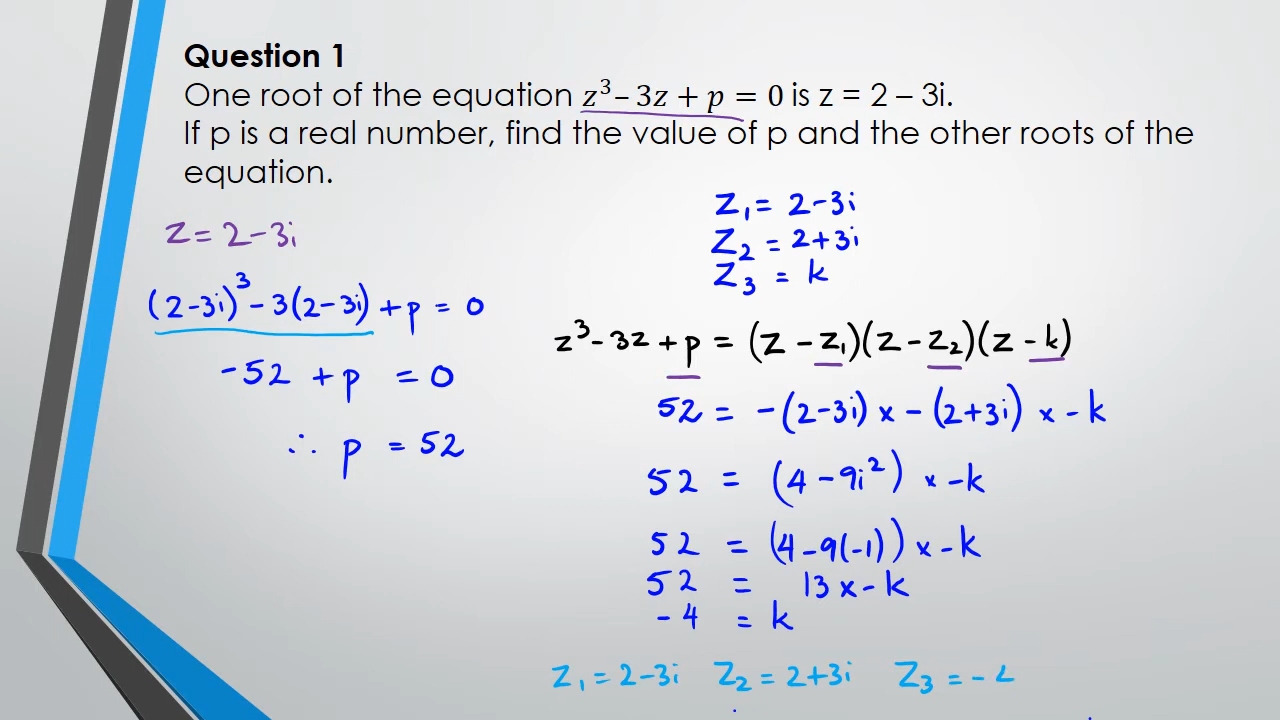 Question 1
One root of the equation z³ – 3z + p = 0 is z = 2 – 3i.
If p is a real number, find the value of p and the other roots of the
equation.
z = 2-3i
(2-3i)³ - 3(2-3i) + p = 0
-52 + p = 0
∴ p = 52
z₁ = 2-3i
z₂ = 2+3i
z₃ = k
z³ - 3z + p = (z - z₁)(z - z₂)(z - k)
52 = -(2-3i) x -(2+3i) x -k
52 = (4 - 9i²) x -k
52 = (4-9(-1)) x -k
52 = 13 x -k
-4 = k
z₁ = 2-3i z₂ = 2+3i z₃ = -